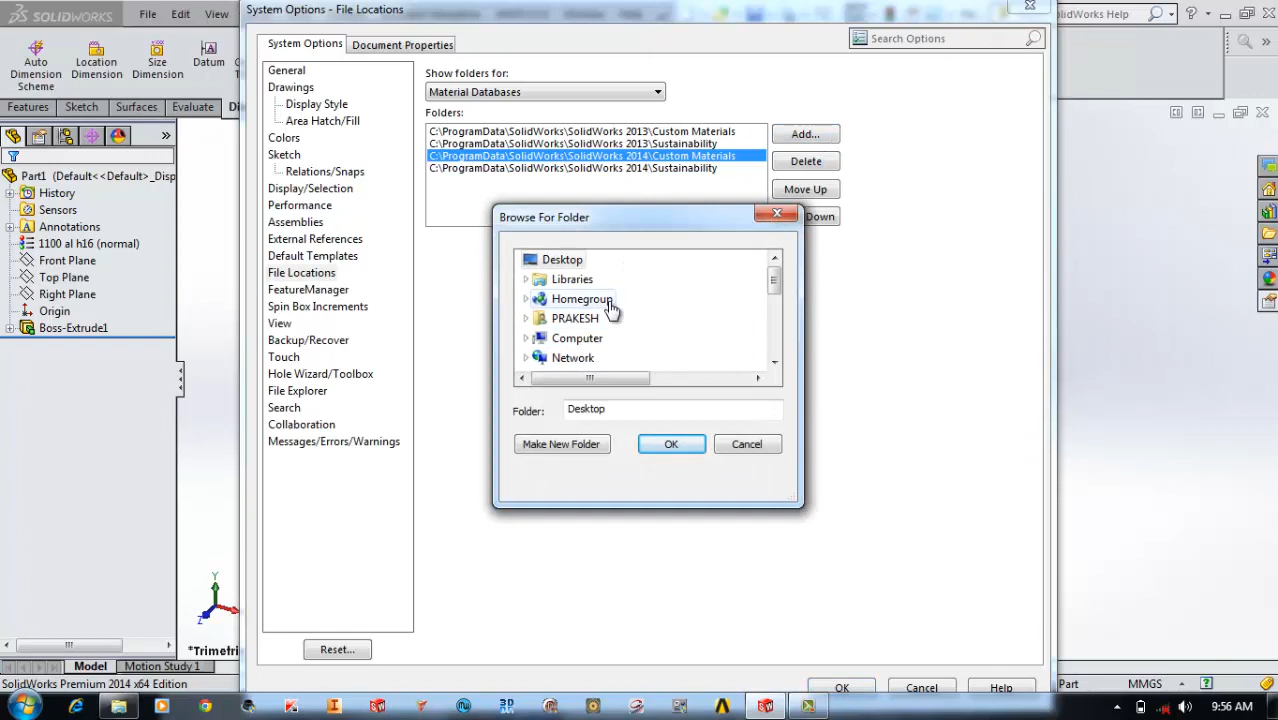 SOLIDWORKS File Edit View
System Options - File Locations
SolidWorks Help
Auto Dimension Scheme
Location Dimension
Size Dimension
Datum
Features Sketch Surfaces Evaluate
System Options Document Properties
Search Options
General
Drawings
Display Style
Area Hatch/Fill
Colors
Sketch
Relations/Snaps
Display/Selection
Performance
Assemblies
External References
Default Templates
File Locations
FeatureManager
Spin Box Increments
View
Backup/Recover
Touch
Hole Wizard/Toolbox
File Explorer
Search
Collaboration
Messages/Errors/Warnings
Reset...
Show folders for:
Material Databases
Folders:
C:\ProgramData\SolidWorks\SolidWorks 2013\Custom Materials
C:\ProgramData\SolidWorks\SolidWorks 2013\Sustainability
C:\ProgramData\SolidWorks\SolidWorks 2014\Custom Materials
C:\ProgramData\SolidWorks\SolidWorks 2014\Sustainability
Add...
Delete
Move Up
Down
Part1 (Default<<Default>_Disp
History
Sensors
Annotations
1100 al h16 (normal)
Front Plane
Top Plane
Right Plane
Origin
Boss-Extrude1
Browse For Folder
Desktop
Libraries
Homegroup
PRAKESH
Computer
Network
Folder: Desktop
Make New Folder OK Cancel
Y
Z
*Trimetri
Model Motion Study 1
OK Cancel Help
SolidWorks Premium 2014 x64 Edition
Part MMGS
9:56 AM